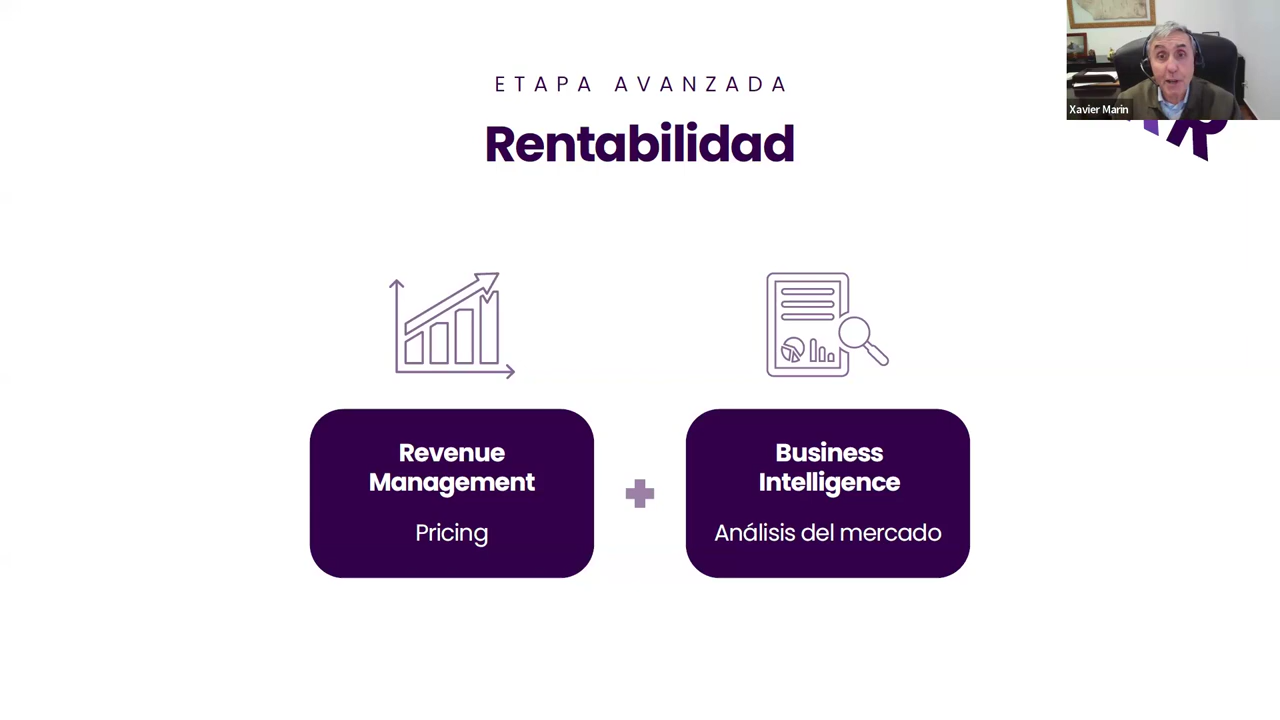 ETAPA AVANZADA
Rentabilidad
Xavier Marin
Revenue
Management
Pricing
Business
Intelligence
Análisis del mercado